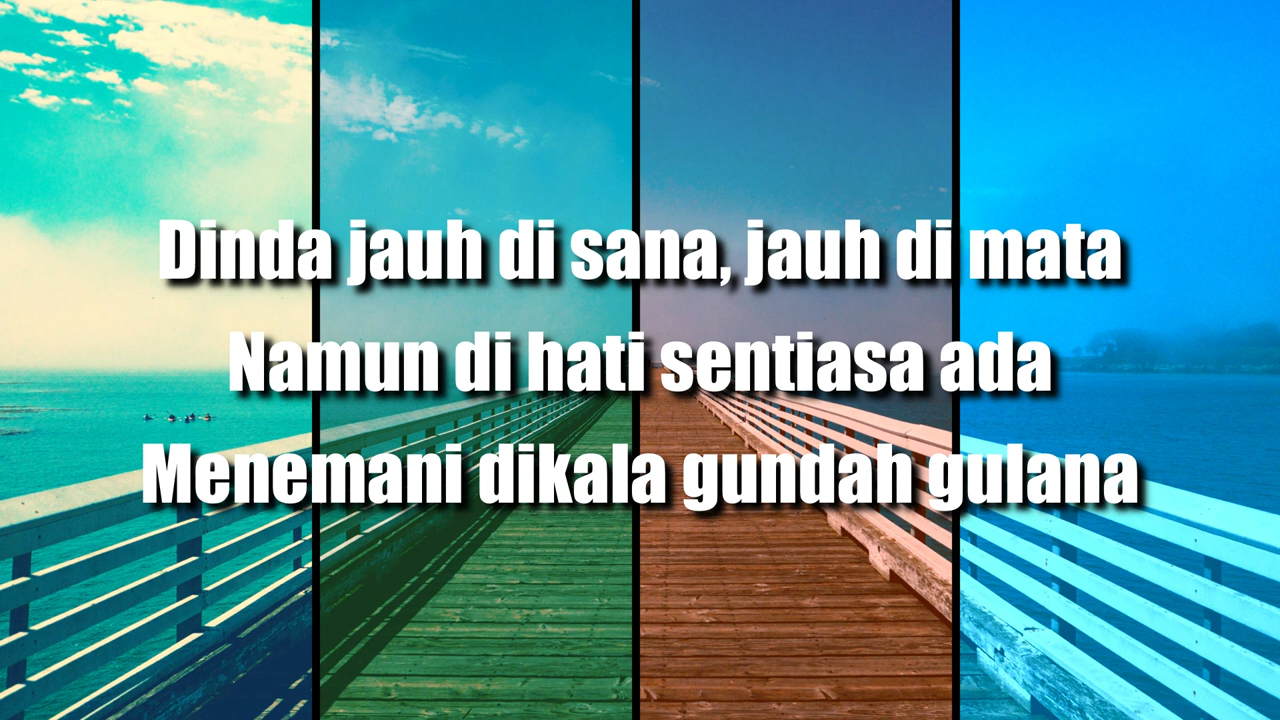 Dinda jauh di sana, jauh di mata
Namun di hati sentiasa ada
Menemani dikala gundah gulana